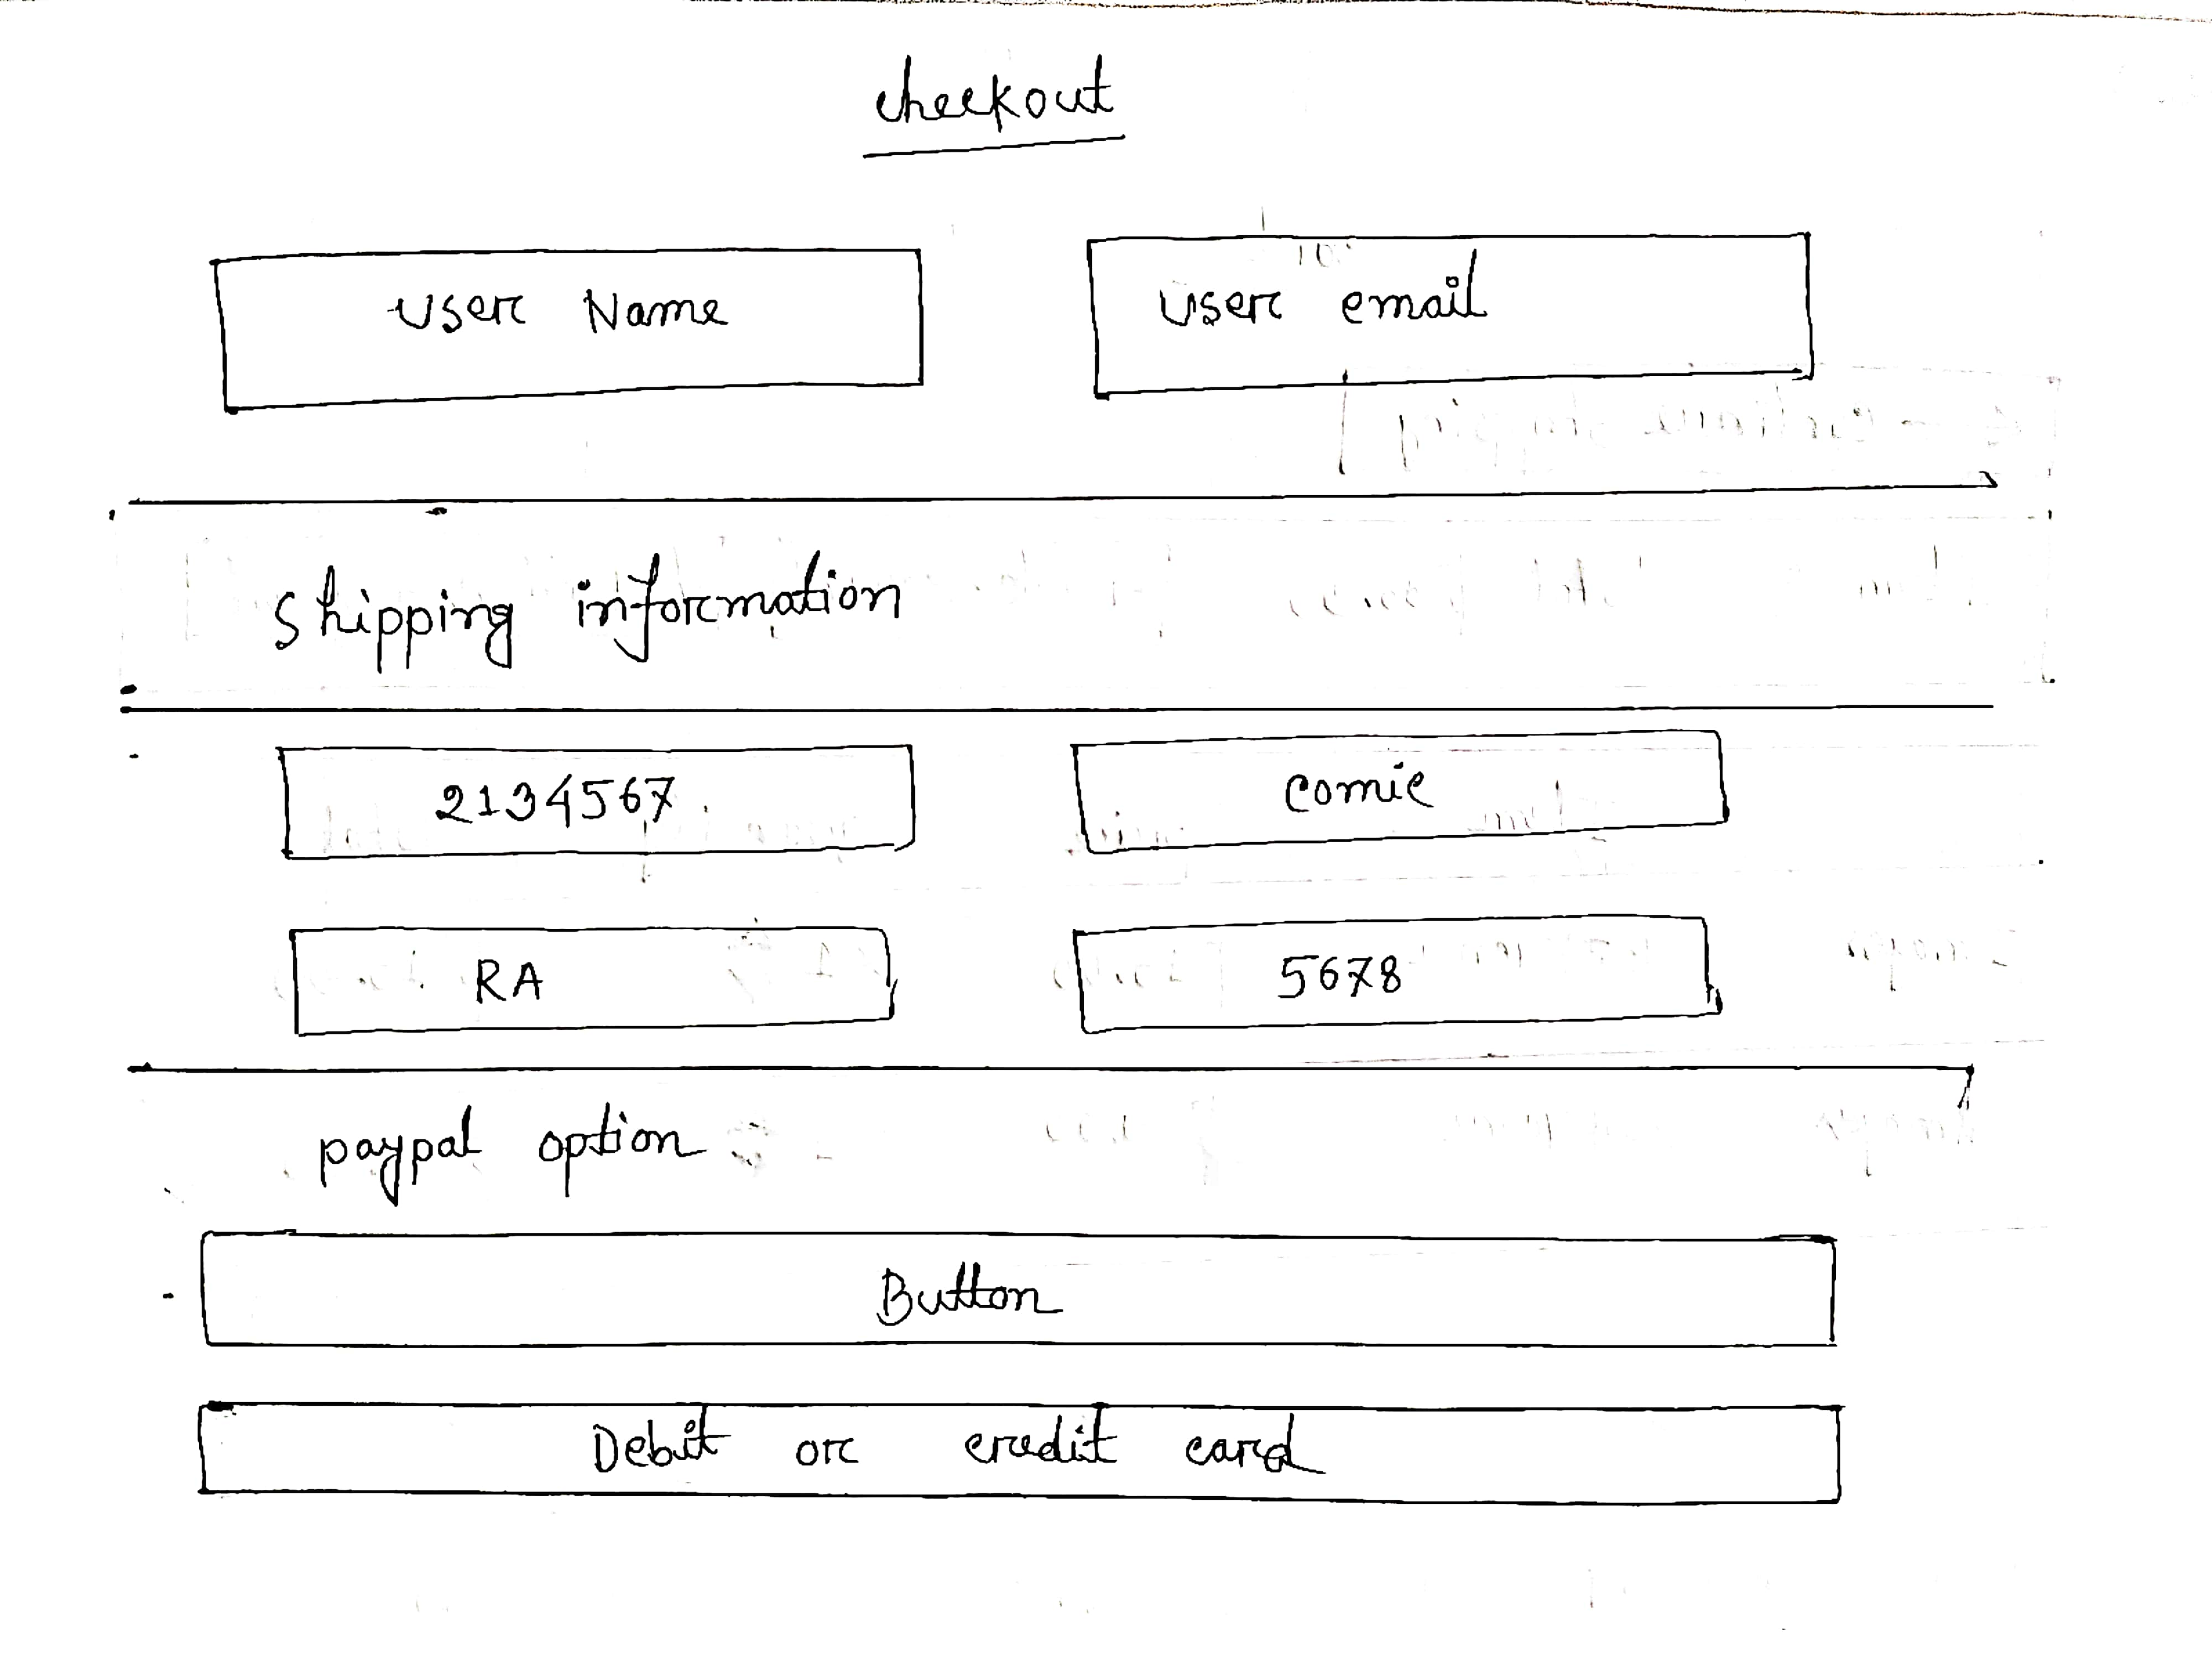 checkout
User Name
User email
Shipping information
2134567
comic
RA
5678
paypal option
Button
Debit or credit card